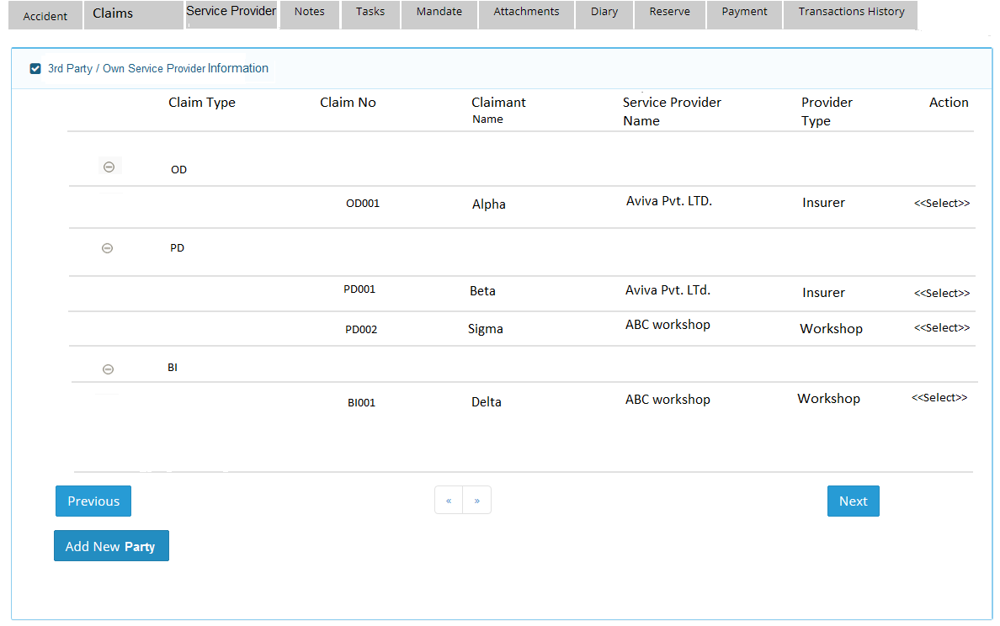 Accident Claims Service Provider Notes Tasks Mandate Attachments Diary Reserve Payment Transactions History
3rd Party / Own Service Provider Information
Claim Type Claim No Claimant Service Provider Provider Action
Name Name Type
OD
OD001 Alpha Aviva Pvt. LTD. Insurer <<Select>>
PD
PD001 Beta Aviva Pvt. LTd. Insurer <<Select>>
PD002 Sigma ABC workshop Workshop <<Select>>
BI
BI001 Delta ABC workshop Workshop <<Select>>
Previous « » Next
Add New Party